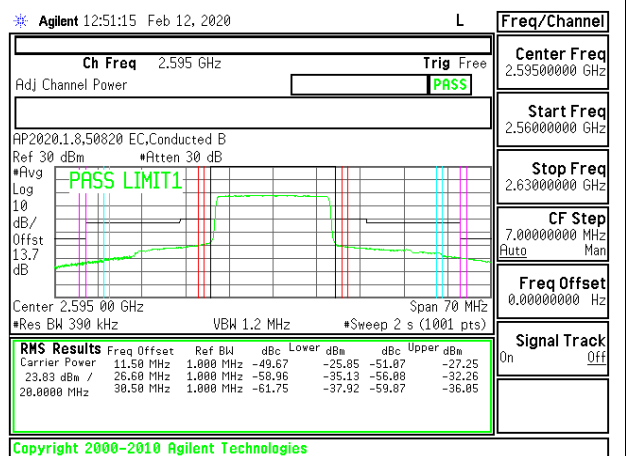 Agilent 12:51:15 Feb 12, 2020 L Freq/Channel
Ch Freq 2.595 GHz Trig Free
Adj Channel Power PASS
AP2020.1.8,50820 EC,Conducted B
Ref 30 dBm #Atten 30 dB
#Avg
Log
10
dB/
Offst
13.7
dB
PASS LIMIT1
Center 2.595 00 GHz Span 70 MHz
#Res BW 390 kHz VBW 1.2 MHz #Sweep 2 s (1001 pts)
RMS Results Freq Offset Ref BW dBc Lower dBm dBc Upper dBm
Carrier Power 11.50 MHz 1.000 MHz -49.67 -25.85 -51.07 -27.25
23.83 dBm / 26.60 MHz 1.000 MHz -58.96 -35.13 -56.08 -32.26
20.0000 MHz 30.50 MHz 1.000 MHz -61.75 -37.92 -59.87 -36.05
Center Freq
2.59500000 GHz
Start Freq
2.56000000 GHz
Stop Freq
2.63000000 GHz
CF Step
7.00000000 MHz
Auto Man
Freq Offset
0.00000000 Hz
Signal Track
On Off
Copyright 2000-2010 Agilent Technologies